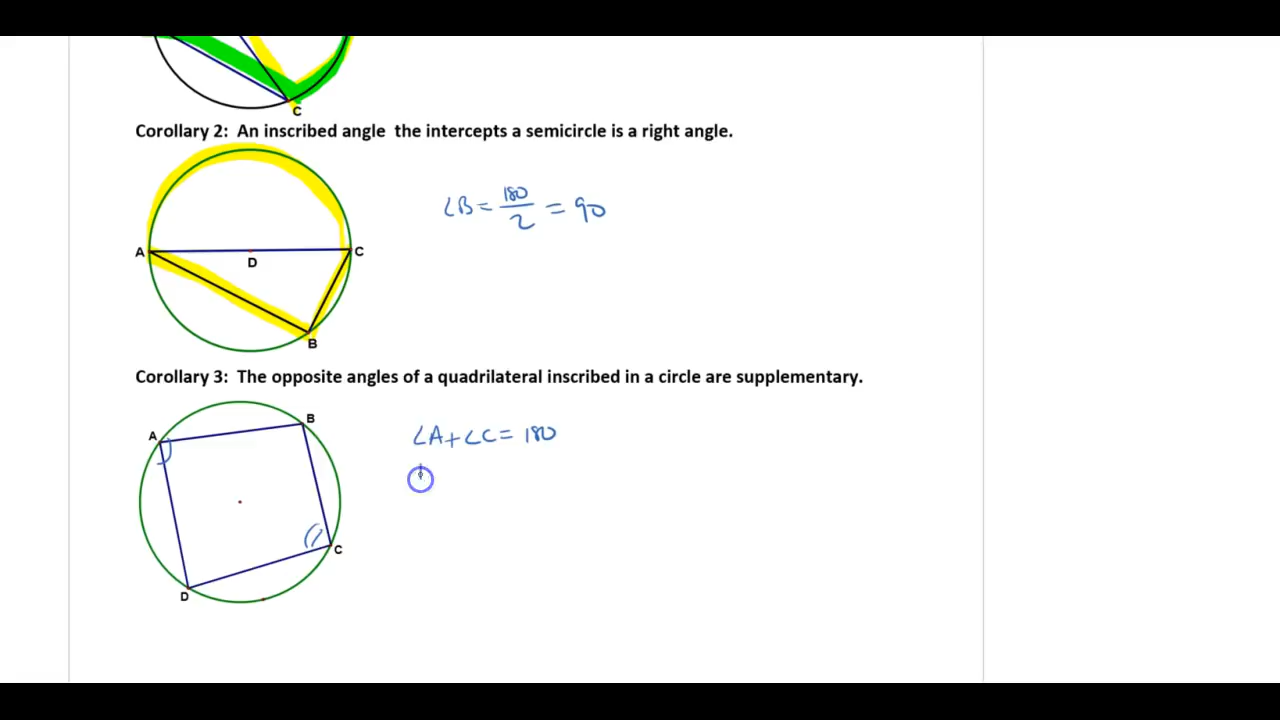 C
Corollary 2: An inscribed angle the intercepts a semicircle is a right angle.
∠B = 180/2 = 90
A
D
C
B
Corollary 3: The opposite angles of a quadrilateral inscribed in a circle are supplementary.
A
B
∠A + ∠C = 180
C
D